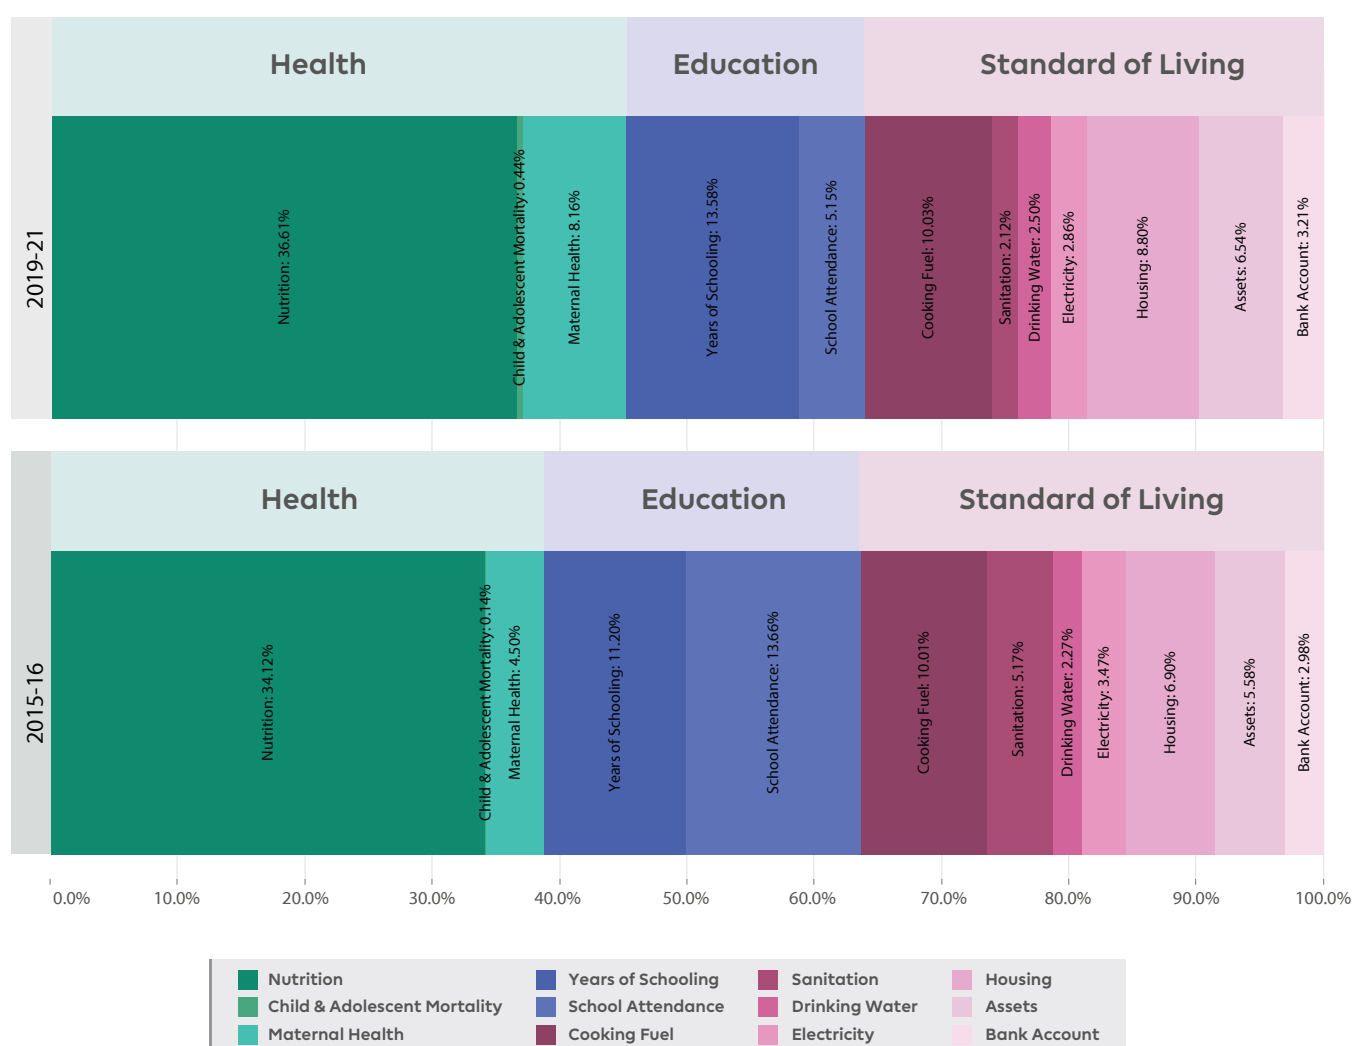 Health
Education
Standard of Living
2019-21
Nutrition: 36.61%
Child & Adolescent Mortality: 0.44%
Maternal Health: 8.16%
Years of Schooling: 13.58%
School Attendance: 5.15%
Cooking Fuel: 10.03%
Sanitation: 2.12%
Drinking Water: 2.50%
Electricity: 2.86%
Housing: 8.80%
Assets: 6.54%
Bank Account: 3.21%
Health
Education
Standard of Living
2015-16
Nutrition: 34.12%
Child & Adolescent Mortality: 0.14%
Maternal Health: 4.50%
Years of Schooling: 11.20%
School Attendance: 13.66%
Cooking Fuel: 10.01%
Sanitation: 5.17%
Drinking Water: 2.27%
Electricity: 3.47%
Housing: 6.90%
Assets: 5.58%
Bank Account: 2.98%
0.0% 10.0% 20.0% 30.0% 40.0% 50.0% 60.0% 70.0% 80.0% 90.0% 100.0%
Nutrition
Child & Adolescent Mortality
Maternal Health
Years of Schooling
School Attendance
Cooking Fuel
Sanitation
Drinking Water
Electricity
Housing
Assets
Bank Account